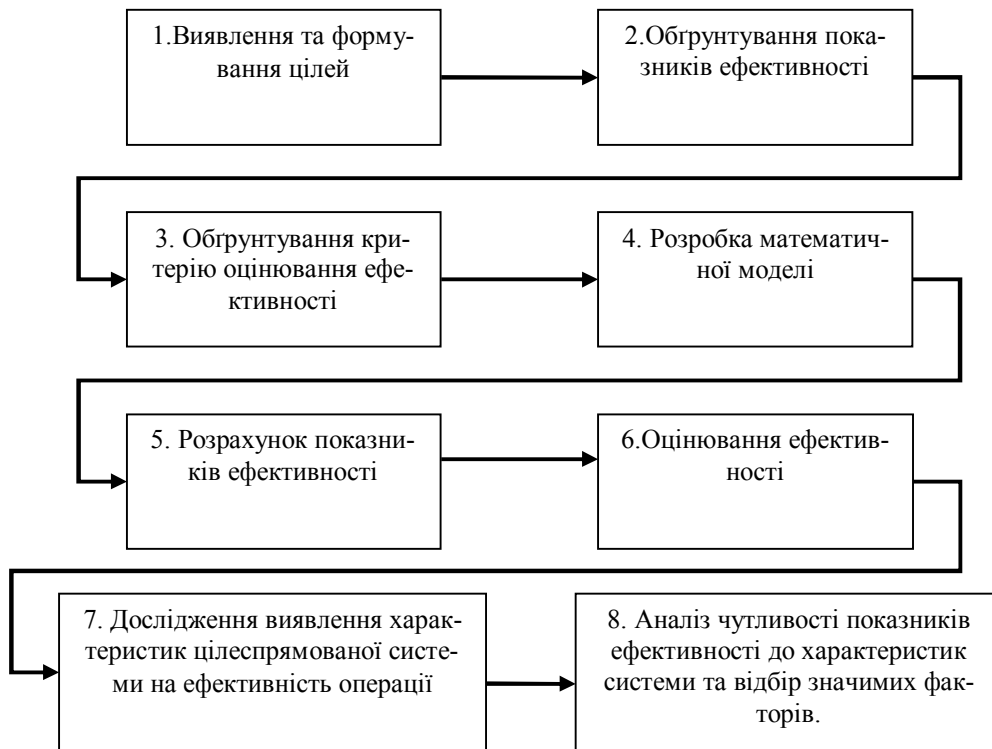 1.Виявлення та форму-
вання цілей
2.Обґрунтування пока-
зників ефективності
3. Обґрунтування кри-
терію оцінювання ефе-
ктивності
4. Розробка математич-
ної моделі
5. Розрахунок показни-
ків ефективності
6.Оцінювання ефектив-
ності
7. Дослідження виявлення харак-
теристик цілеспрямованої систе-
ми на ефективність операції
8. Аналіз чутливості показників
ефективності до характеристик
системи та відбір значимих фак-
торів.